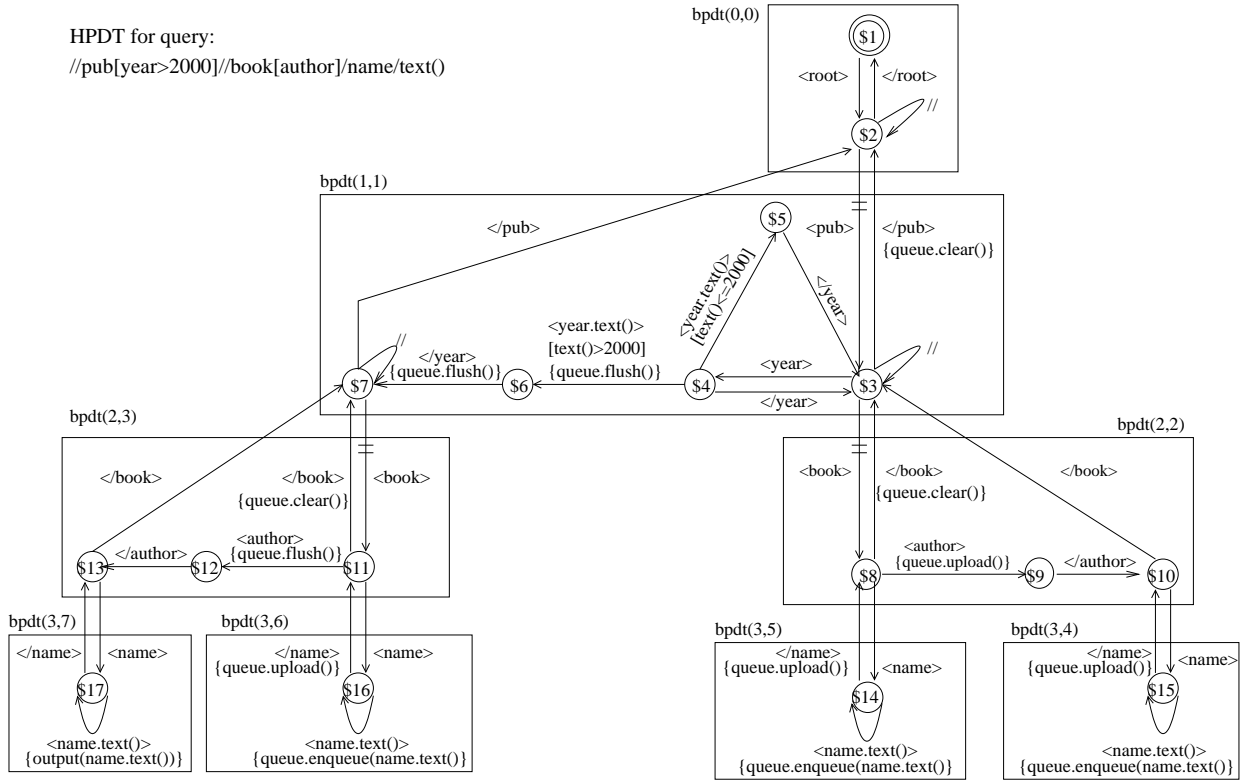 HPDT for query:
//pub[year>2000]//book[author]/name/text()
bpdt(0,0)
$1
<root>
</root>
//
$2
bpdt(1,1)
</pub>
$5
<pub>
</pub>
{queue.clear()}
<year.text()>
[text()<=2000]
</year>
<year.text()>
[text()>2000]
{queue.flush()}
</year>
{queue.flush()}
//
<year>
</year>
//
$7
$6
$4
$3
bpdt(2,3)
</book>
</book>
{queue.clear()}
<book>
</author>
<author>
{queue.flush()}
$13
$12
$11
bpdt(2,2)
<book>
</book>
{queue.clear()}
</book>
<author>
{queue.upload()}
</author>
$8
$9
$10
bpdt(3,7)
</name>
<name>
$17
<name.text()>
{output(name.text())}
bpdt(3,6)
</name>
{queue.upload()}
<name>
$16
<name.text()>
{queue.enqueue(name.text()}
bpdt(3,5)
</name>
{queue.upload()}
<name>
$14
<name.text()>
{queue.enqueue(name.text()}
bpdt(3,4)
</name>
{queue.upload()}
<name>
$15
<name.text()>
{queue.enqueue(name.text()}